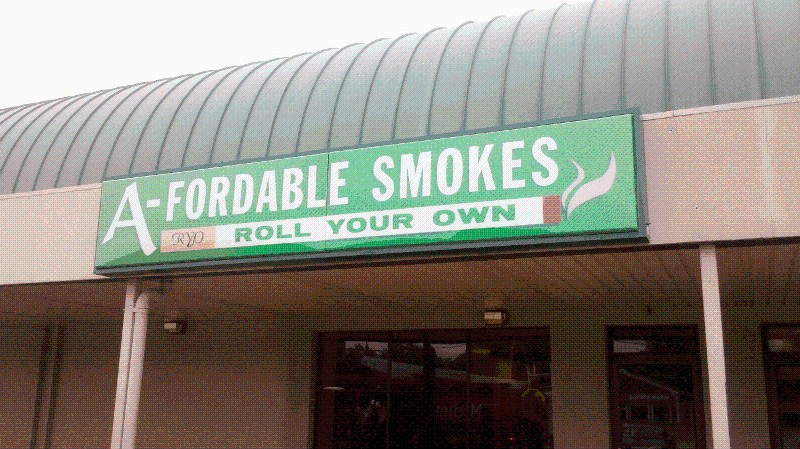 A-FORDABLE SMOKES
RYO ROLL YOUR OWN